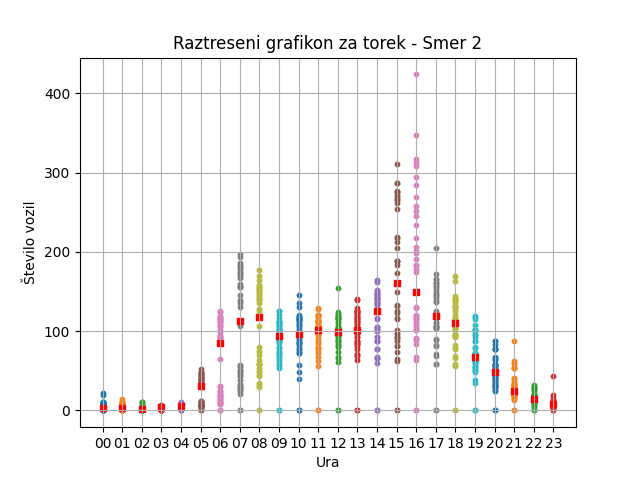 Raztreseni grafikon za torek - Smer 2
400
300
200
100
0
Število vozil
00 01 02 03 04 05 06 07 08 09 10 11 12 13 14 15 16 17 18 19 20 21 22 23
Ura